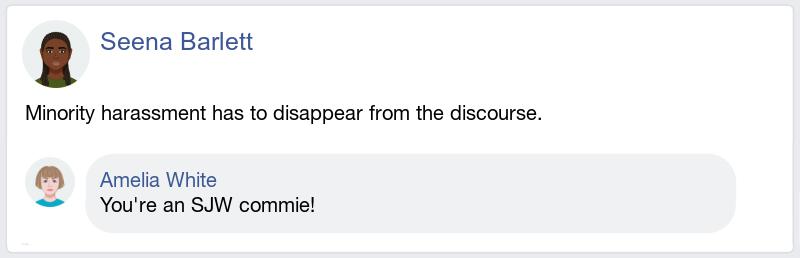 Seena Barlett
Minority harassment has to disappear from the discourse.
Amelia White
You're an SJW commie!